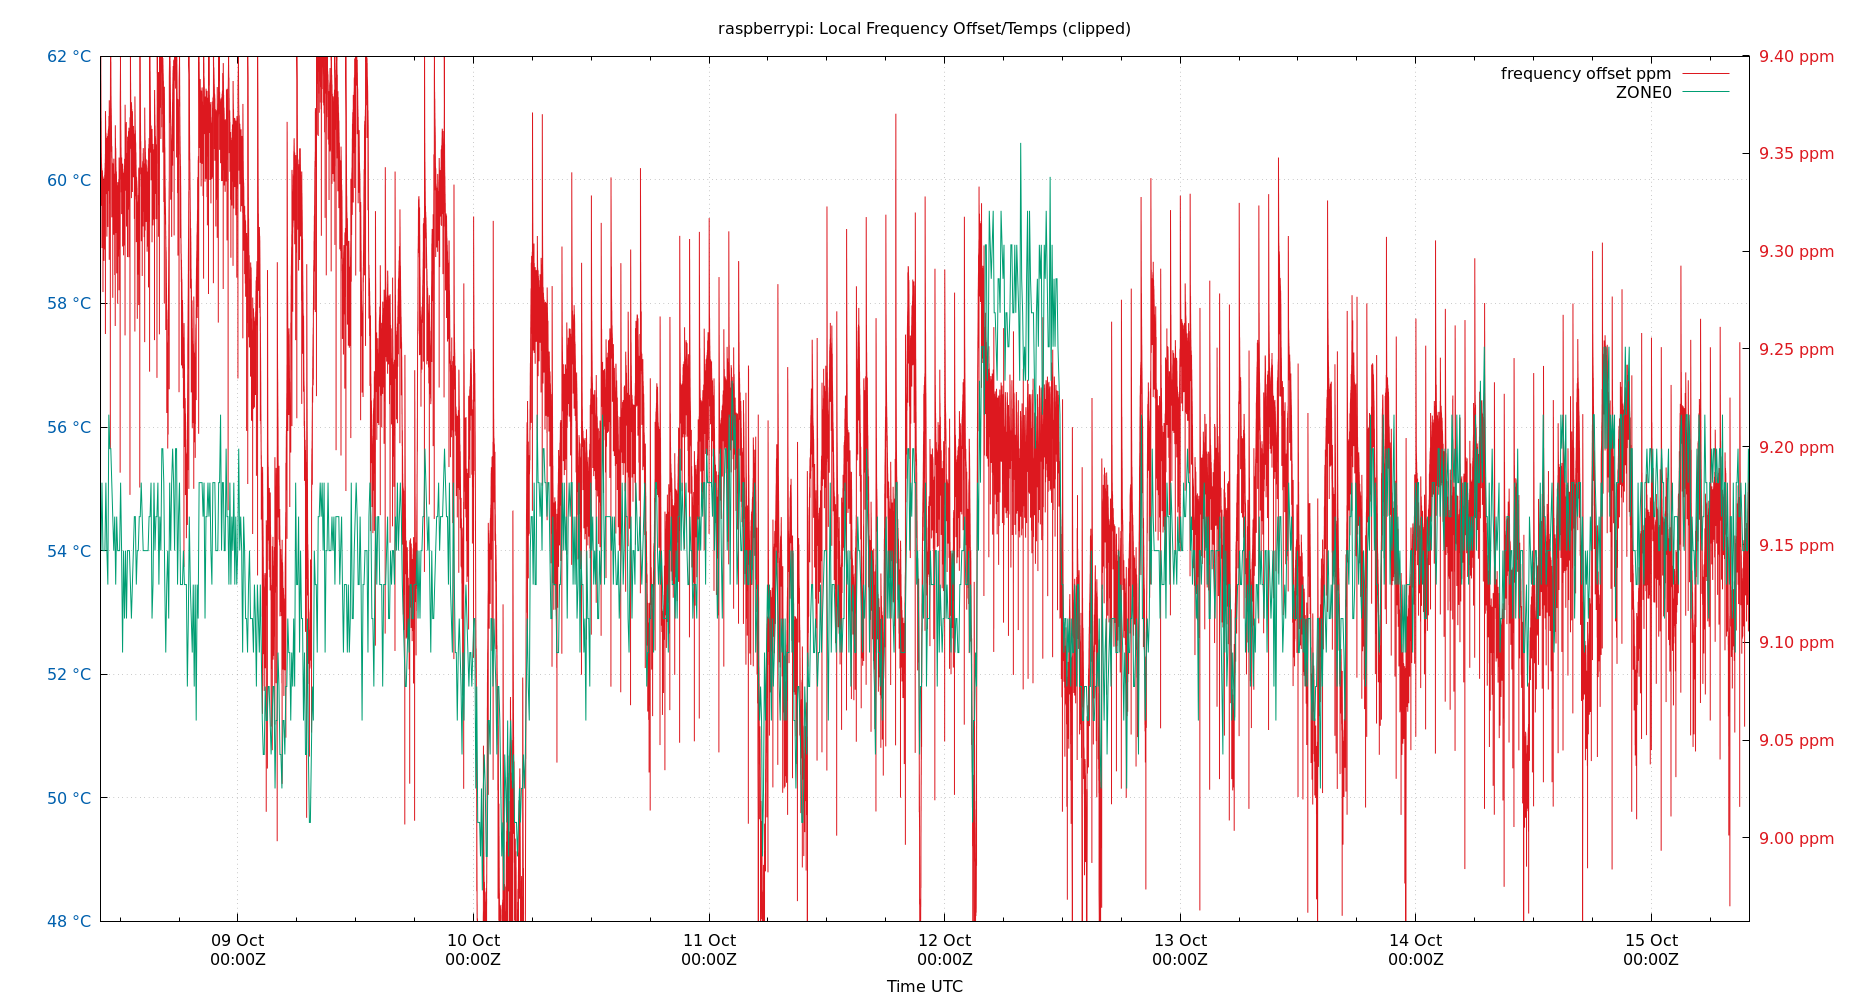 raspberrypi: Local Frequency Offset/Temps (clipped)
62 °C
60 °C
58 °C
56 °C
54 °C
52 °C
50 °C
48 °C
9.40 ppm
9.35 ppm
9.30 ppm
9.25 ppm
9.20 ppm
9.15 ppm
9.10 ppm
9.05 ppm
9.00 ppm
frequency offset ppm
ZONE0
09 Oct
00:00Z
10 Oct
00:00Z
11 Oct
00:00Z
12 Oct
00:00Z
13 Oct
00:00Z
14 Oct
00:00Z
15 Oct
00:00Z
Time UTC